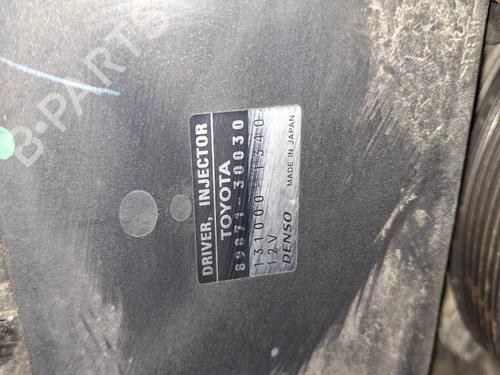 DRIVER, INJECTOR
TOYOTA
89871-30030
131000-1340
12V
DENSO MADE IN JAPAN
B-PARTS